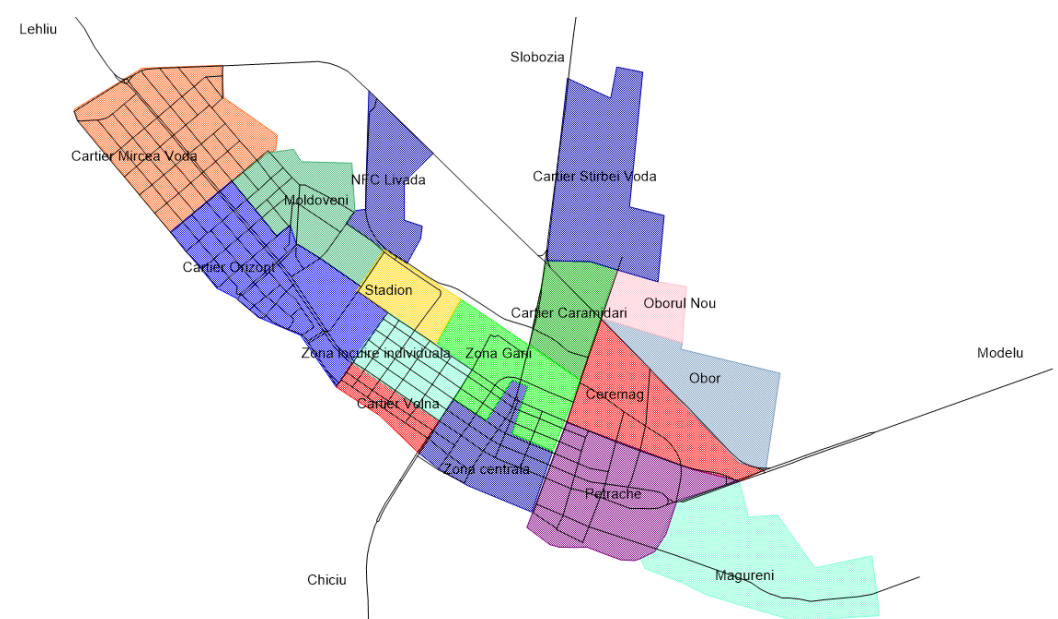 Lehliu
Slobozia
Cartier Mircea Voda
NFC Livada
Cartier Stirbei Voda
Moldoveni
Cartier Orizont
Stadion
Oborul Nou
Cartier Caramidari
Zona locuire individuala
Zona Garii
Modelu
Obor
Ceremag
Cartier Volna
Zona centrala
Petrache
Chiciu
Magureni